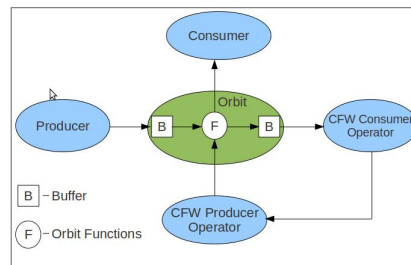 Consumer
Orbit
Producer
B
F
B
CFW Consumer
Operator
B – Buffer
CFW Producer
Operator
F – Orbit Functions